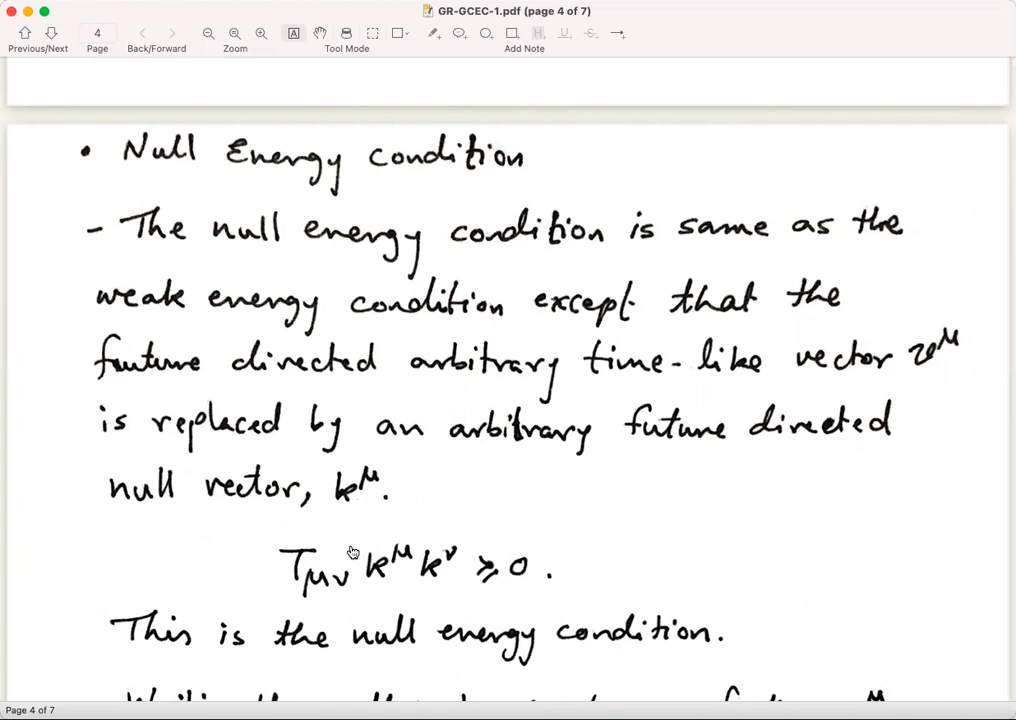 GR-GCEC-1.pdf (page 4 of 7)
4
Previous/Next Page Back/Forward Zoom Tool Mode Add Note
• Null Energy condition
- The null energy condition is same as the
weak energy condition except that the
future directed arbitrary time-like vector v^μ
is replaced by an arbitrary future directed
null vector, k^μ.
T_μν k^μ k^ν ⩾ 0 .
This is the null energy condition.
Page 4 of 7